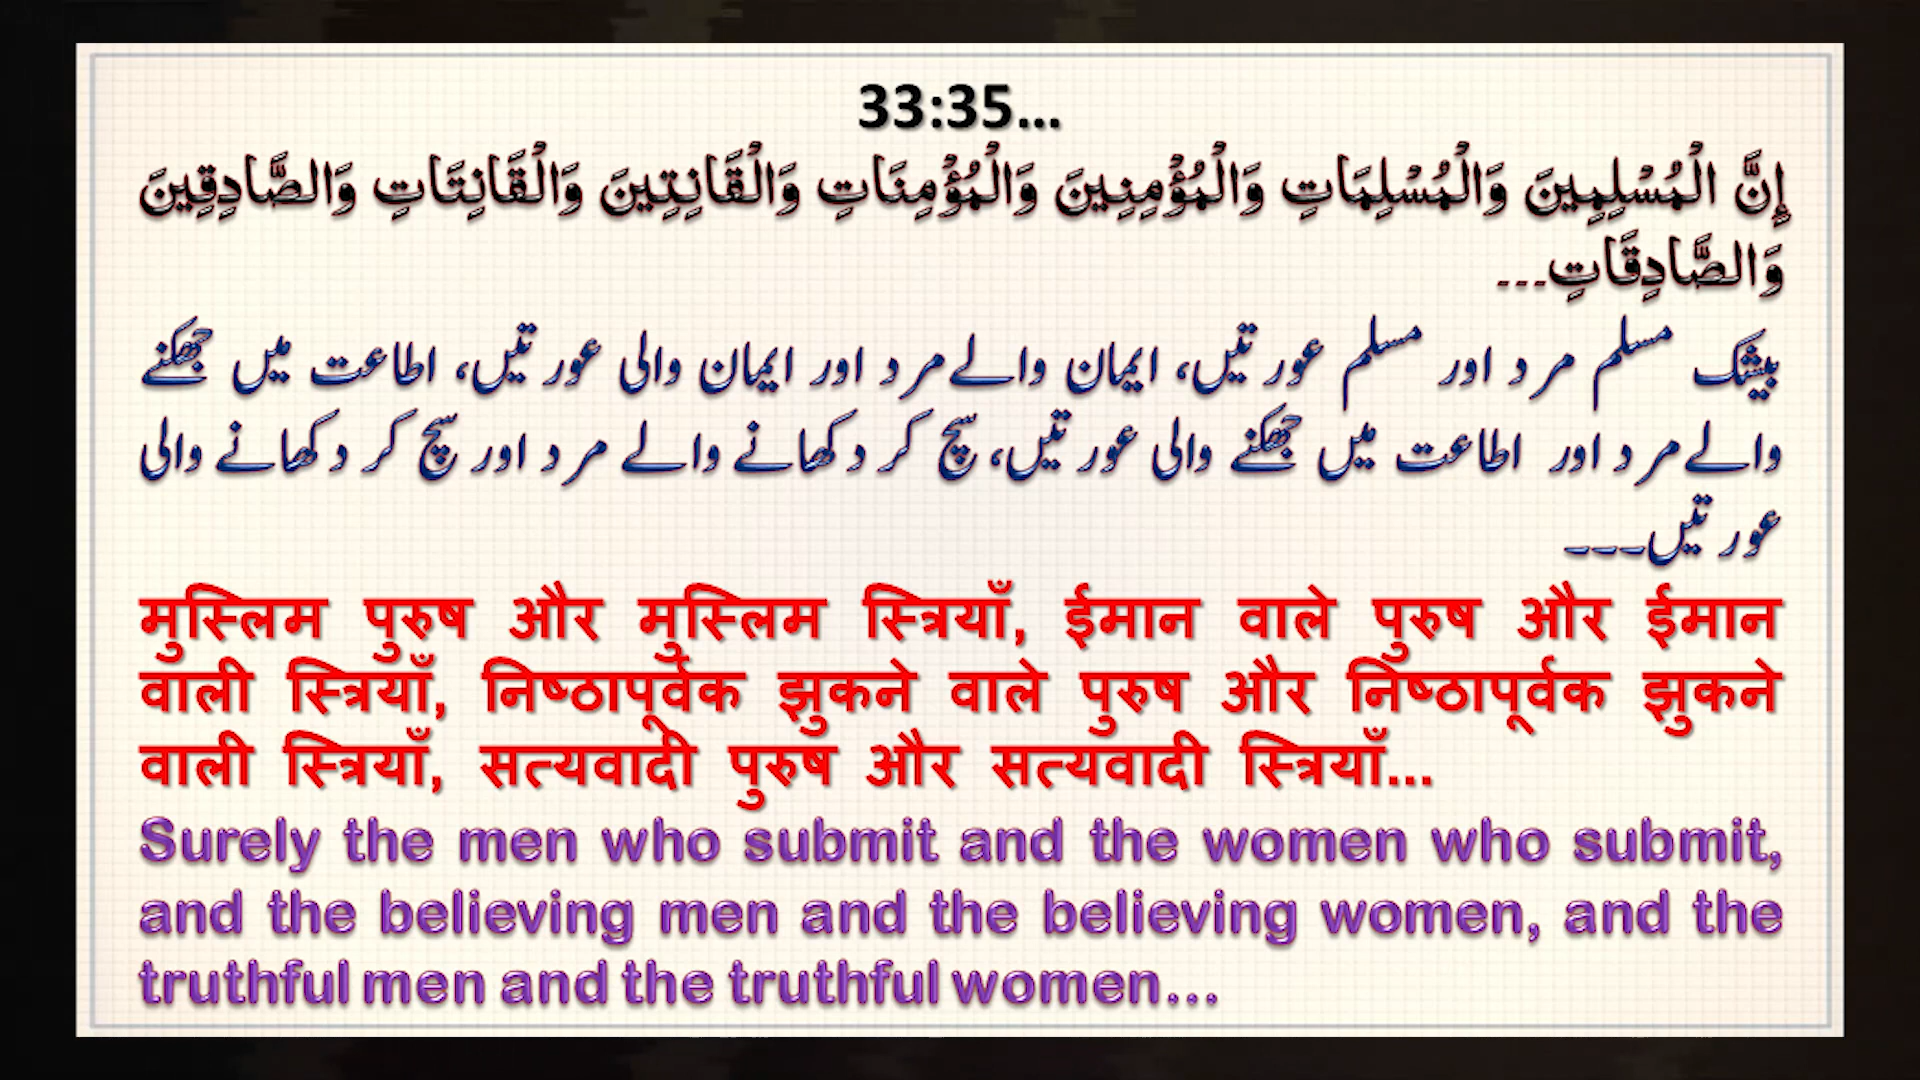 33:35...
إِنَّ الْمُسْلِمِينَ وَالْمُسْلِمَاتِ وَالْمُؤْمِنِينَ وَالْمُؤْمِنَاتِ وَالْقَانِتِينَ وَالْقَانِتَاتِ وَالصَّادِقِينَ
وَالصَّادِقَاتِ...
بیشک مسلم مرد اور مسلم عورتیں، ایمان والے مرد اور ایمان والی عورتیں، اطاعت میں جھکنے
والے مرد اور اطاعت میں جھکنے والی عورتیں، سچ کر دکھانے والے مرد اور سچ کر دکھانے والی
عورتیں۔۔۔
मुस्लिम पुरुष और मुस्लिम स्त्रियाँ, ईमान वाले पुरुष और ईमान
वाली स्त्रियाँ, निष्ठापूर्वक झुकने वाले पुरुष और निष्ठापूर्वक झुकने
वाली स्त्रियाँ, सत्यवादी पुरुष और सत्यवादी स्त्रियाँ...
Surely the men who submit and the women who submit,
and the believing men and the believing women, and the
truthful men and the truthful women...